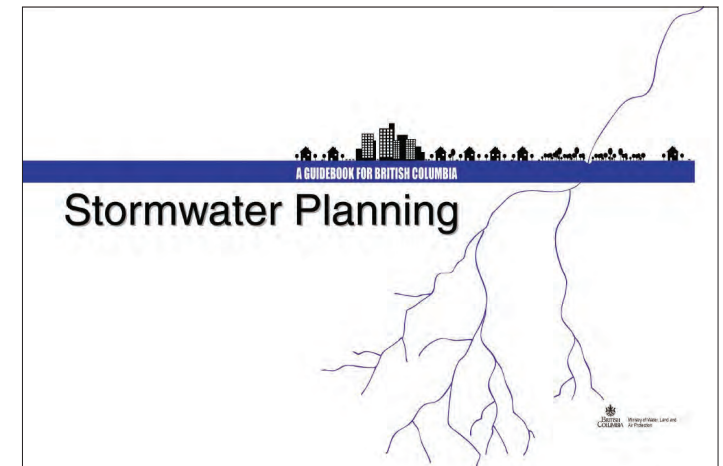 A GUIDEBOOK FOR BRITISH COLUMBIA
Stormwater Planning
BRITISH
COLUMBIA
Ministry of Water, Land and
Air Protection